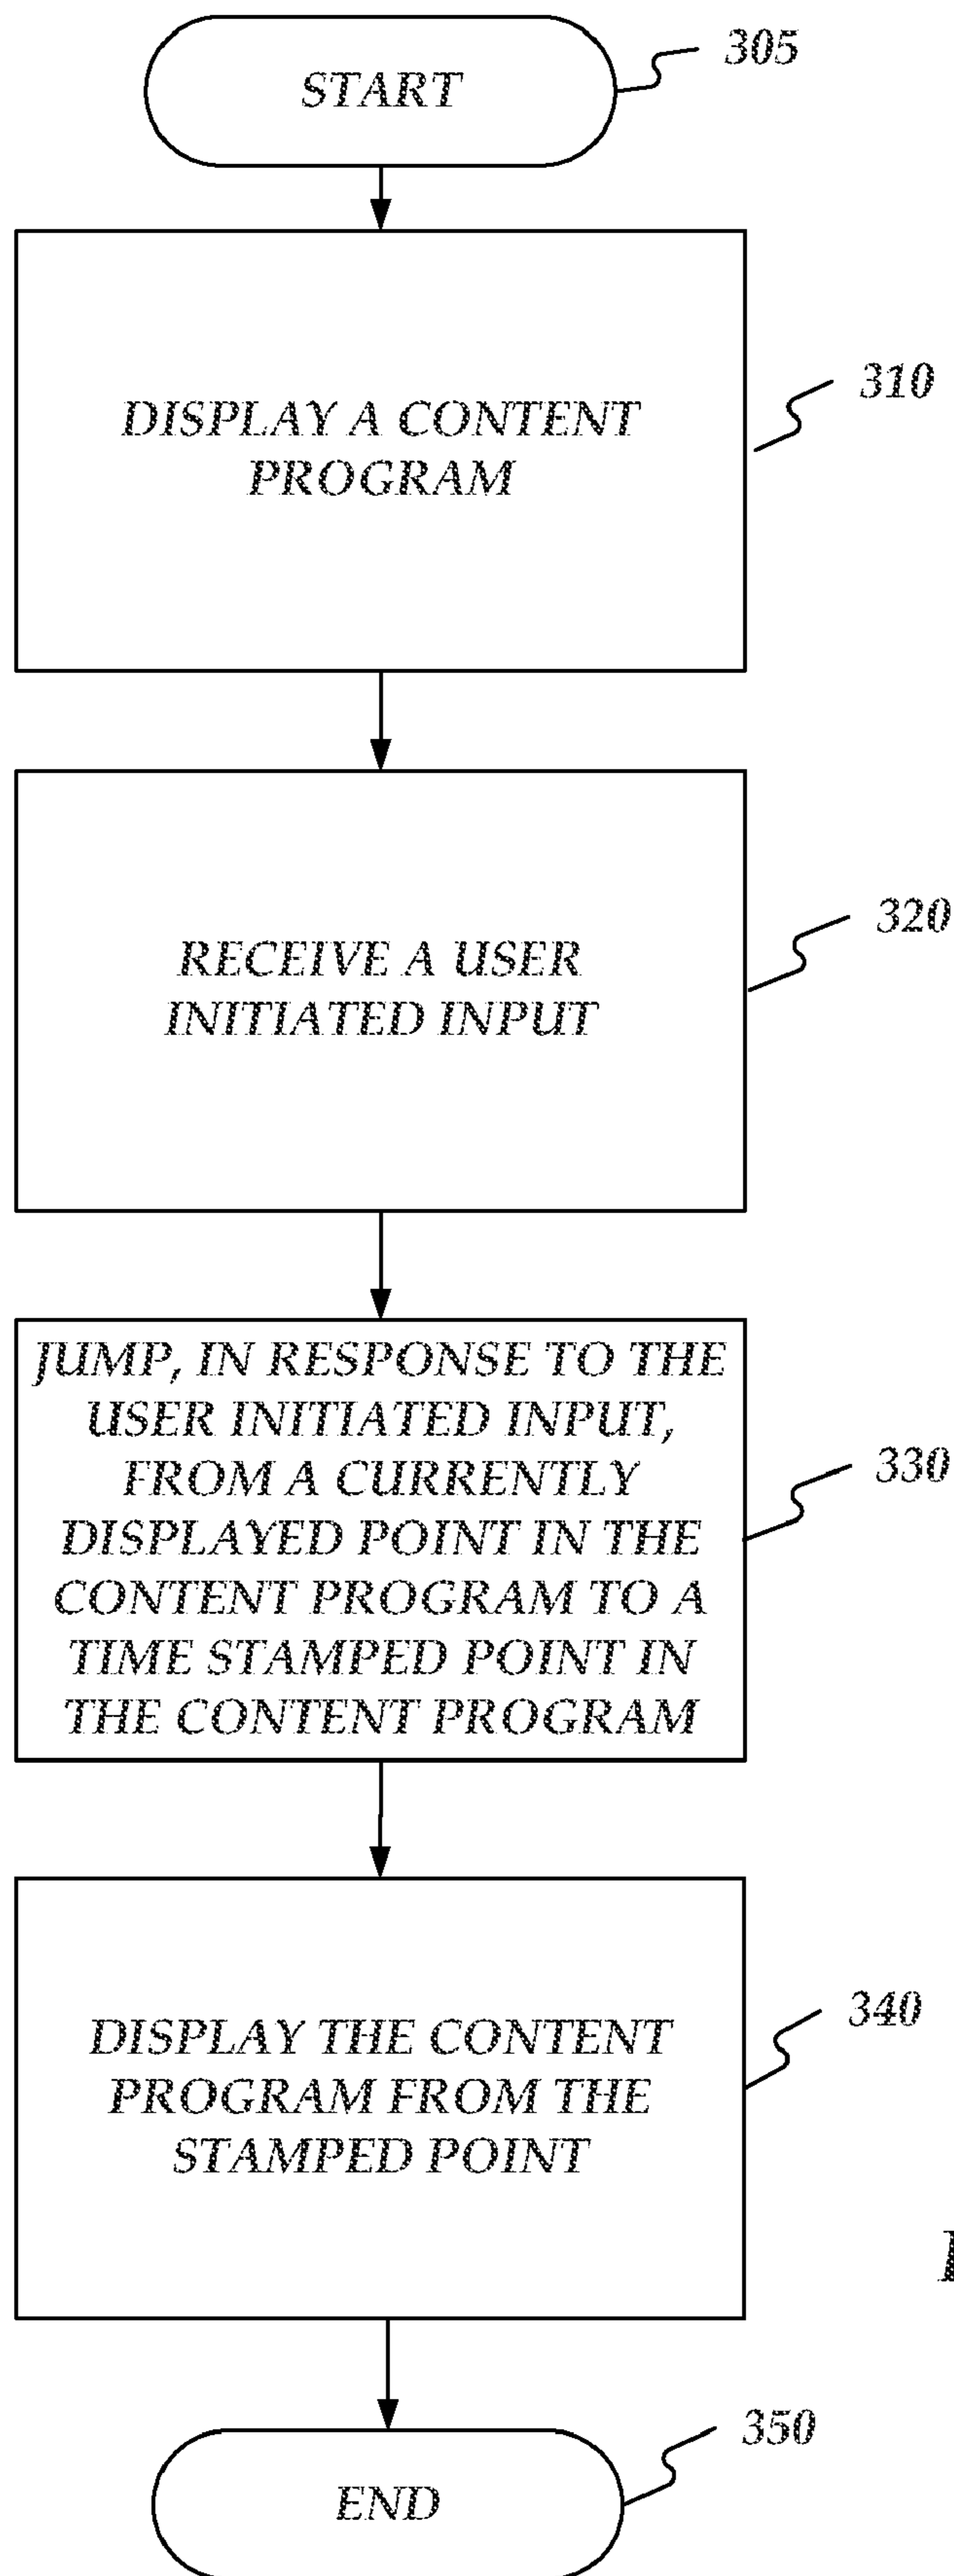 START
305
DISPLAY A CONTENT
PROGRAM
310
RECEIVE A USER
INITIATED INPUT
320
JUMP, IN RESPONSE TO THE
USER INITIATED INPUT,
FROM A CURRENTLY
DISPLAYED POINT IN THE
CONTENT PROGRAM TO A
TIME STAMPED POINT IN
THE CONTENT PROGRAM
330
DISPLAY THE CONTENT
PROGRAM FROM THE
STAMPED POINT
340
END
350